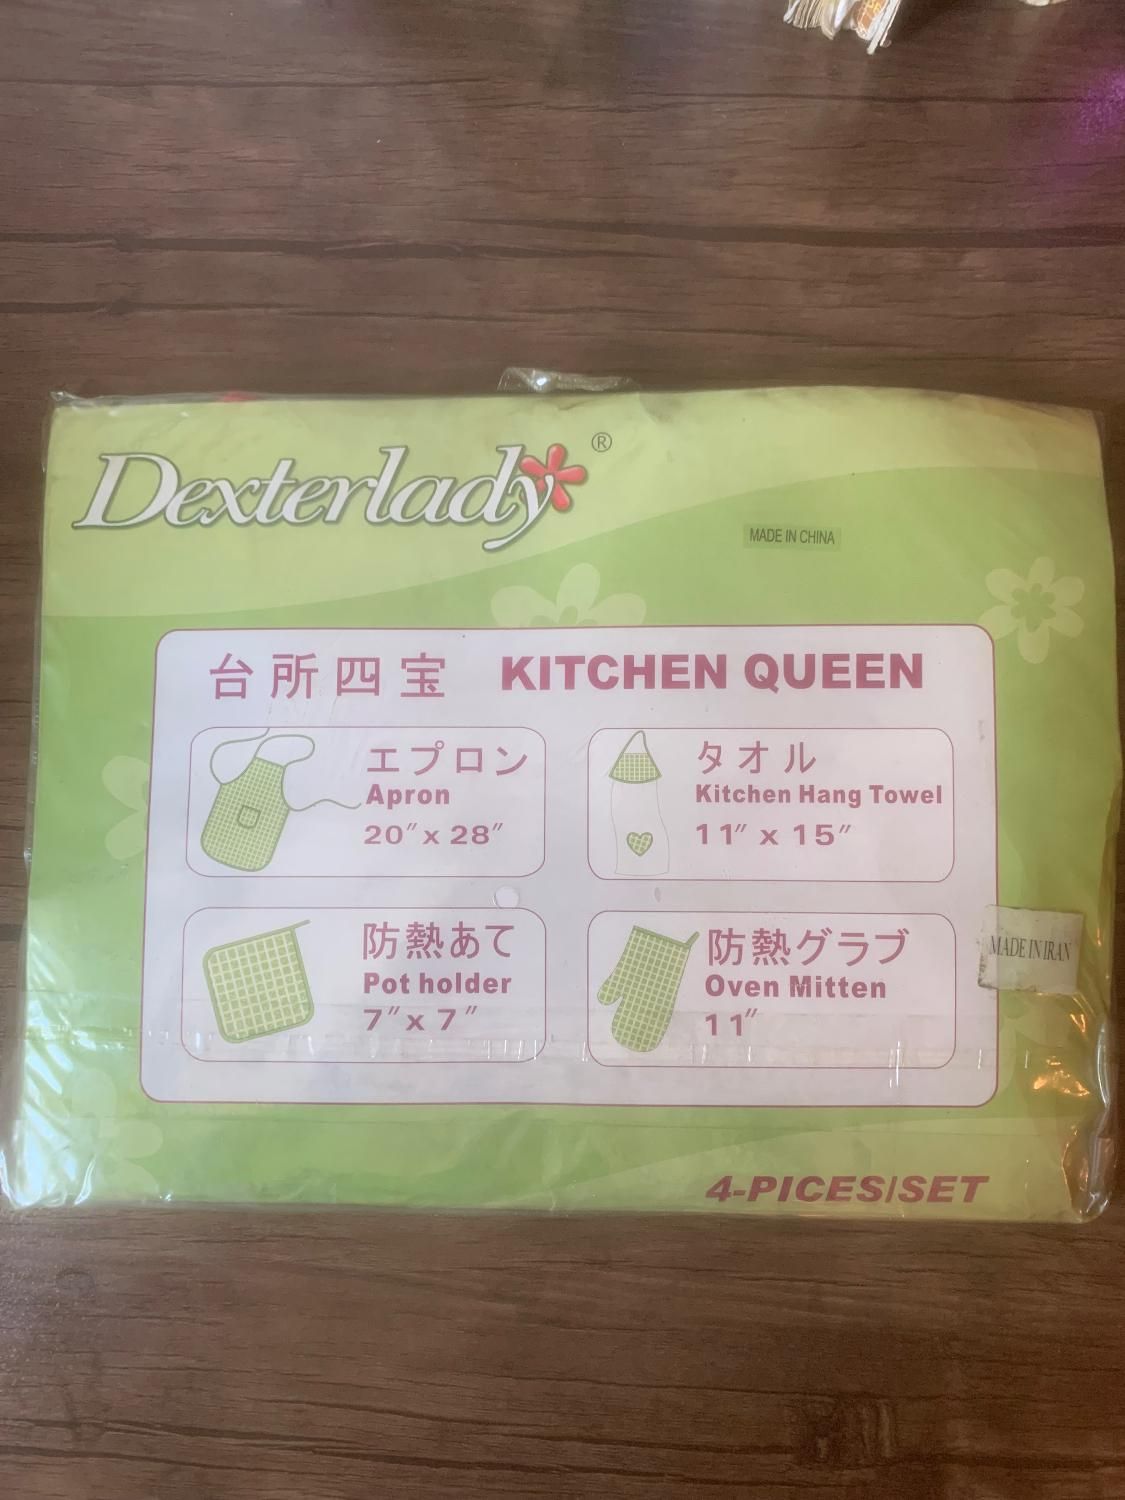 Dexterlady®
MADE IN CHINA
台所四宝 KITCHEN QUEEN
エプロン
Apron
20" x 28"
タオル
Kitchen Hang Towel
11" x 15"
防熱あて
Pot holder
7" x 7"
防熱グラブ
Oven Mitten
11"
MADE IN IRAN
4-PICES/SET